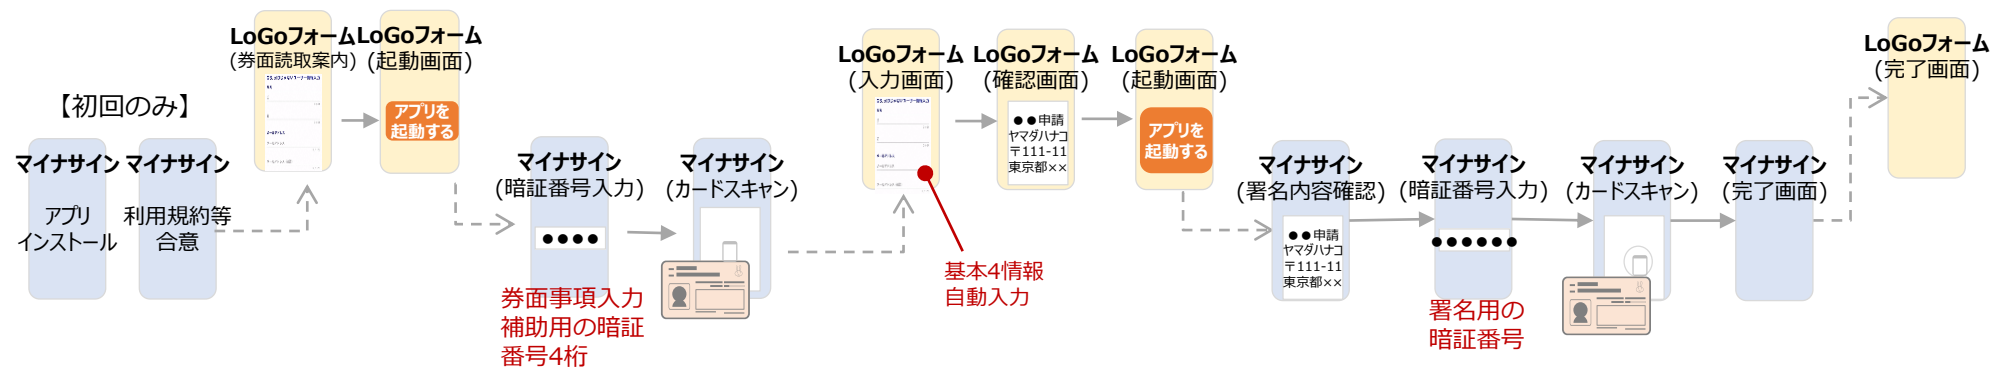 【初回のみ】
マイナサイン
アプリ
インストール
マイナサイン
利用規約等
合意
LoGoフォーム
(券面読取案内)
LoGoフォーム
(起動画面)
アプリを
起動する
マイナサイン
(暗証番号入力)
●●●●
券面事項入力
補助用の暗証
番号4桁
マイナサイン
(カードスキャン)
LoGoフォーム
(入力画面)
基本4情報
自動入力
LoGoフォーム
(確認画面)
●●申請
ヤマダハナコ
〒111-11
東京都××
LoGoフォーム
(起動画面)
アプリを
起動する
マイナサイン
(署名内容確認)
●●申請
ヤマダハナコ
〒111-11
東京都××
マイナサイン
(暗証番号入力)
●●●●●●
署名用の
暗証番号
マイナサイン
(カードスキャン)
マイナサイン
(完了画面)
LoGoフォーム
(完了画面)